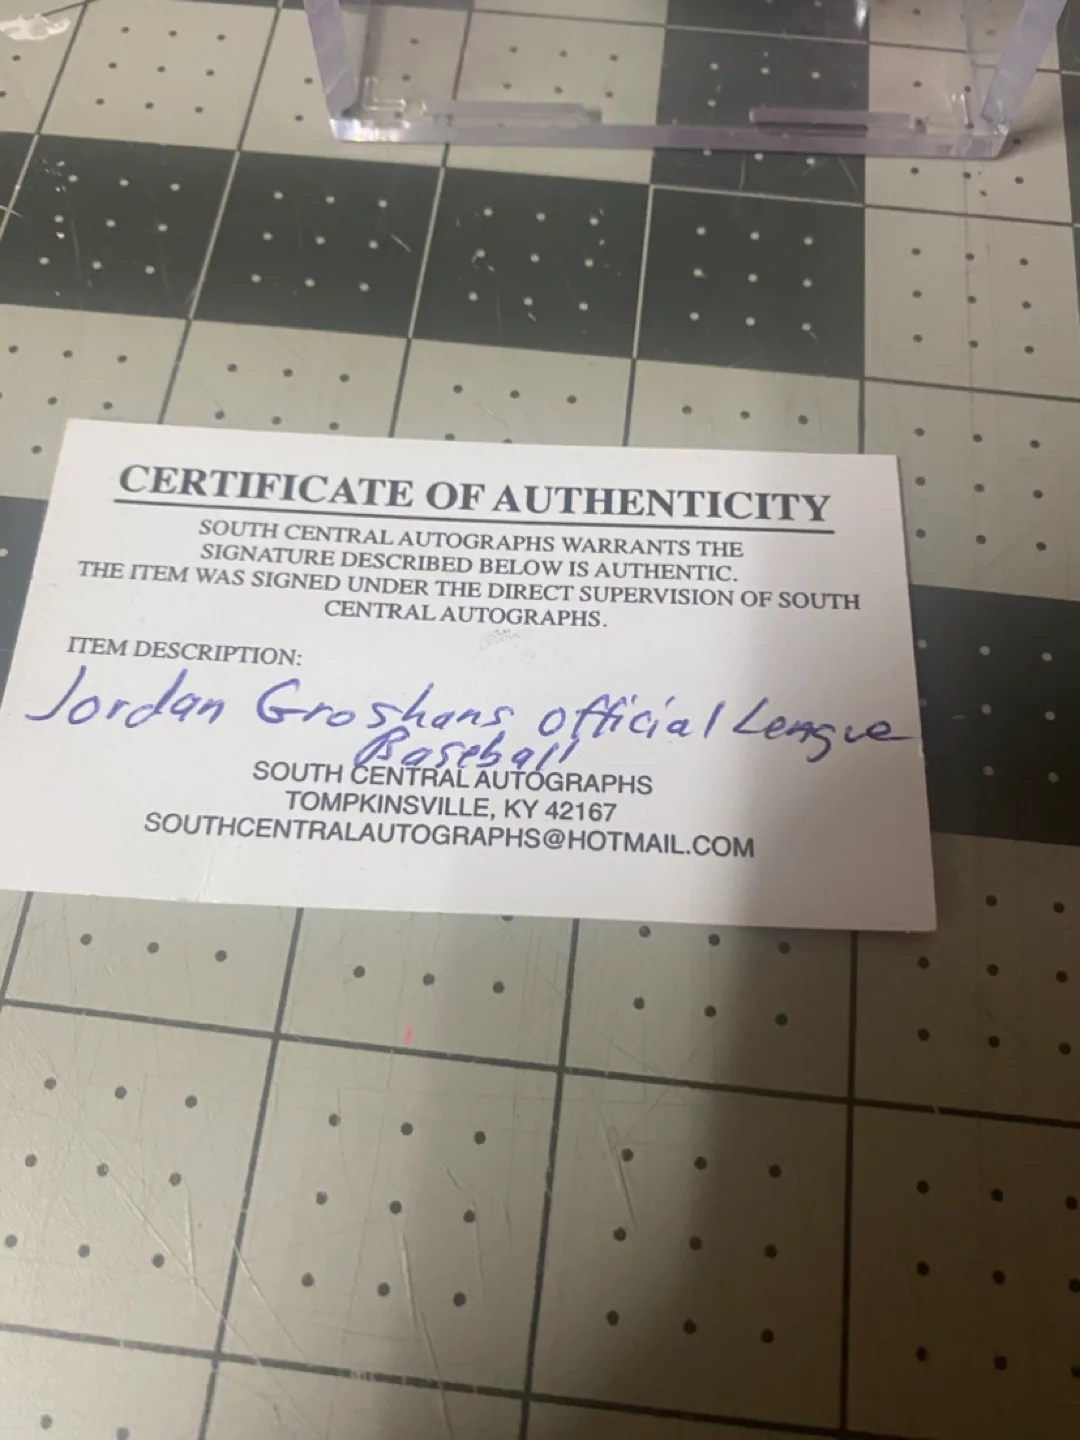 CERTIFICATE OF AUTHENTICITY
SOUTH CENTRAL AUTOGRAPHS WARRANTS THE
SIGNATURE DESCRIBED BELOW IS AUTHENTIC.
THE ITEM WAS SIGNED UNDER THE DIRECT SUPERVISION OF SOUTH
CENTRAL AUTOGRAPHS.
ITEM DESCRIPTION:
Jordan Groshans official League
Baseball
SOUTH CENTRAL AUTOGRAPHS
TOMPKINSVILLE, KY 42167
SOUTHCENTRALAUTOGRAPHS@HOTMAIL.COM